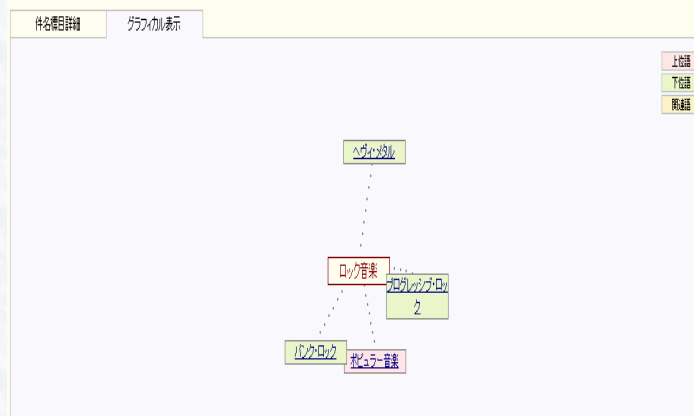 件名標目詳細
グラフィカル表示
上位語
下位語
関連語
ヘヴィ・メタル
ロック音楽
プログレッシブ・ロッ
ク
パンク・ロック
ポピュラー音楽